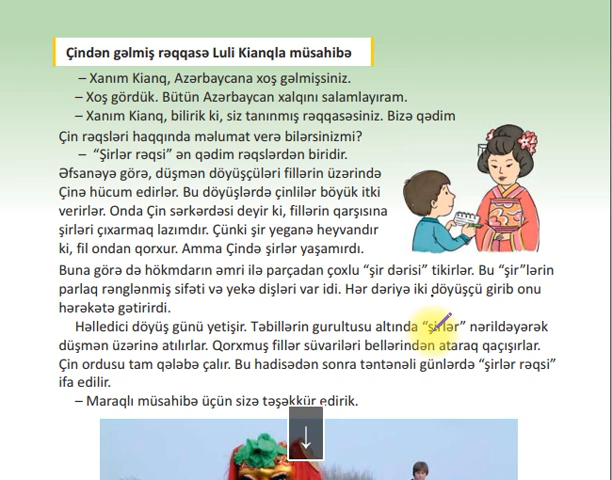 Çindən gəlmiş rəqqasə Luli Kianqla müsahibə
– Xanım Kianq, Azərbaycana xoş gəlmişsiniz.
– Xoş gördük. Bütün Azərbaycan xalqını salamlayıram.
– Xanım Kianq, bilirik ki, siz tanınmış rəqqasəsiniz. Bizə qədim
Çin rəqsləri haqqında məlumat verə bilərsinizmi?
– “Şirlər rəqsi” ən qədim rəqslərdən biridir.
Əfsanəyə görə, düşmən döyüşçüləri fillərin üzərində
Çinə hücum edirlər. Bu döyüşlərdə çinlilər böyük itki
verirlər. Onda Çin sərkərdəsi deyir ki, fillərin qarşısına
şirləri çıxarmaq lazımdır. Çünki şir yeganə heyvandır
ki, fil ondan qorxur. Amma Çində şirlər yaşamırdı.
Buna görə də hökmdarın əmri ilə parçadan çoxlu “şir dərisi” tikirlər. Bu “şir”lərin
parlaq rənglənmiş sifəti və yekə dişləri var idi. Hər dəriyə iki döyüşçü girib onu
hərəkətə gətirirdi.
Həlledici döyüş günü yetişir. Təbillərin gurultusu altında “şirlər” nərildəyərək
düşmən üzərinə atılırlar. Qorxmuş fillər süvariləri bellərindən ataraq qaçışırlar.
Çin ordusu tam qələbə çalır. Bu hadisədən sonra təntənəli günlərdə “şirlər rəqsi”
ifa edilir.
– Maraqlı müsahibə üçün sizə təşəkkür edirik.